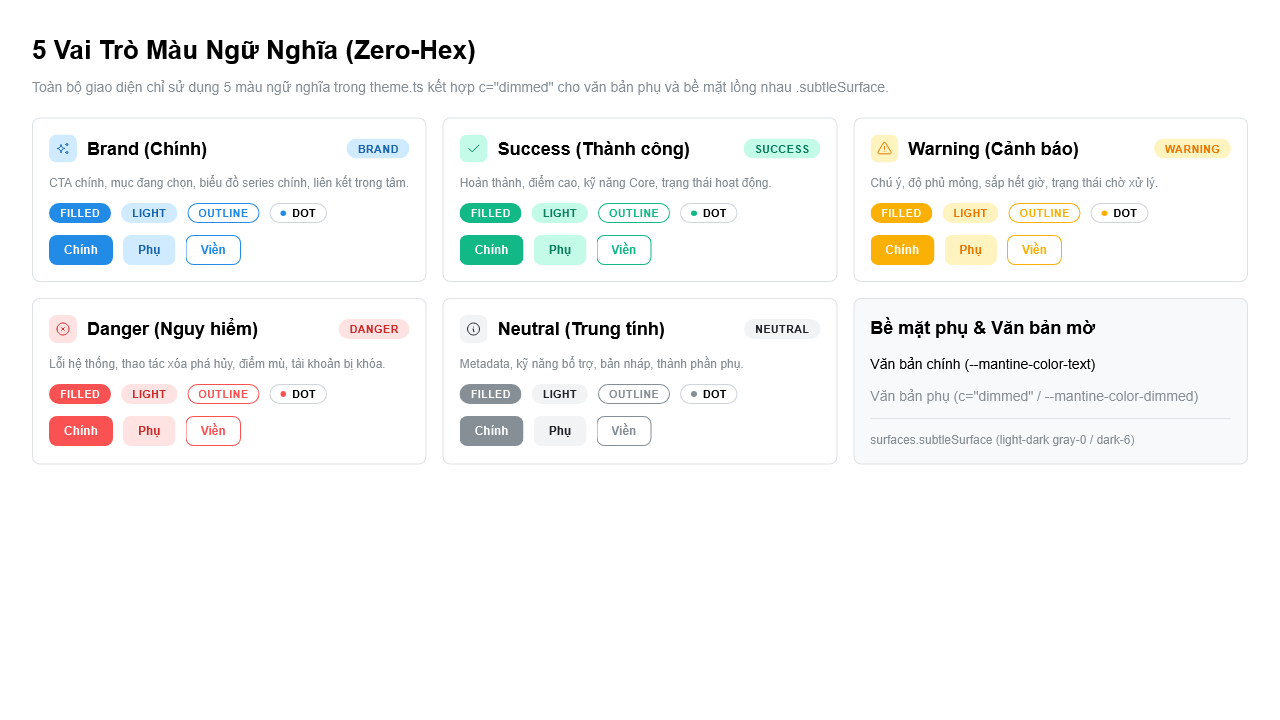 5 Vai Trò Màu Ngữ Nghĩa (Zero-Hex)
Toàn bộ giao diện chỉ sử dụng 5 màu ngữ nghĩa trong theme.ts kết hợp c="dimmed" cho văn bản phụ và bề mặt lồng nhau .subtleSurface.
Brand (Chính)
BRAND
CTA chính, mục đang chọn, biểu đồ series chính, liên kết trọng tâm.
FILLED LIGHT OUTLINE DOT
Chính Phụ Viền
Success (Thành công)
SUCCESS
Hoàn thành, điểm cao, kỹ năng Core, trạng thái hoạt động.
FILLED LIGHT OUTLINE DOT
Chính Phụ Viền
Warning (Cảnh báo)
WARNING
Chú ý, độ phủ mỏng, sắp hết giờ, trạng thái chờ xử lý.
FILLED LIGHT OUTLINE DOT
Chính Phụ Viền
Danger (Nguy hiểm)
DANGER
Lỗi hệ thống, thao tác xóa phá hủy, điểm mù, tài khoản bị khóa.
FILLED LIGHT OUTLINE DOT
Chính Phụ Viền
Neutral (Trung tính)
NEUTRAL
Metadata, kỹ năng bổ trợ, bản nháp, thành phần phụ.
FILLED LIGHT OUTLINE DOT
Chính Phụ Viền
Bề mặt phụ & Văn bản mờ
Văn bản chính (--mantine-color-text)
Văn bản phụ (c="dimmed" / --mantine-color-dimmed)
surfaces.subtleSurface (light-dark gray-0 / dark-6)